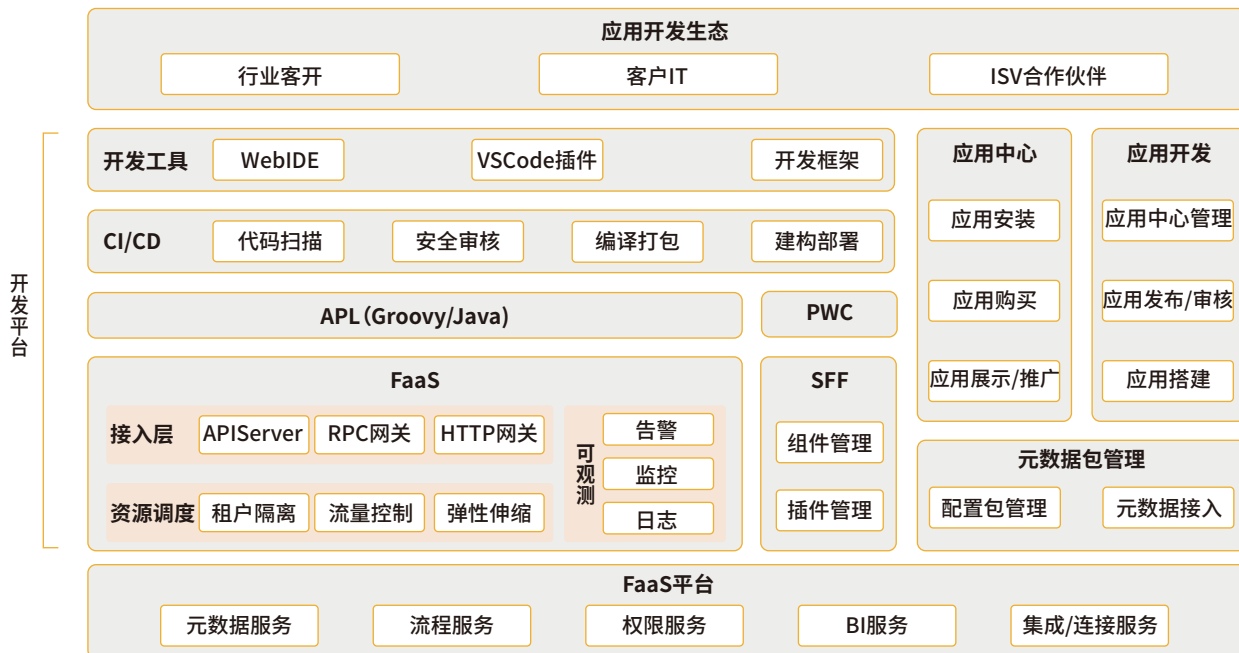 应用开发生态
行业客开
客户IT
ISV合作伙伴
开发平台
开发工具
WebIDE
VSCode插件
开发框架
CI/CD
代码扫描
安全审核
编译打包
建构部署
APL（Groovy/Java）
PWC
FaaS
接入层
APIServer
RPC网关
HTTP网关
资源调度
租户隔离
流量控制
弹性伸缩
可观测
告警
监控
日志
SFF
组件管理
插件管理
应用中心
应用安装
应用购买
应用展示/推广
应用开发
应用中心管理
应用发布/审核
应用搭建
元数据包管理
配置包管理
元数据接入
FaaS平台
元数据服务
流程服务
权限服务
BI服务
集成/连接服务